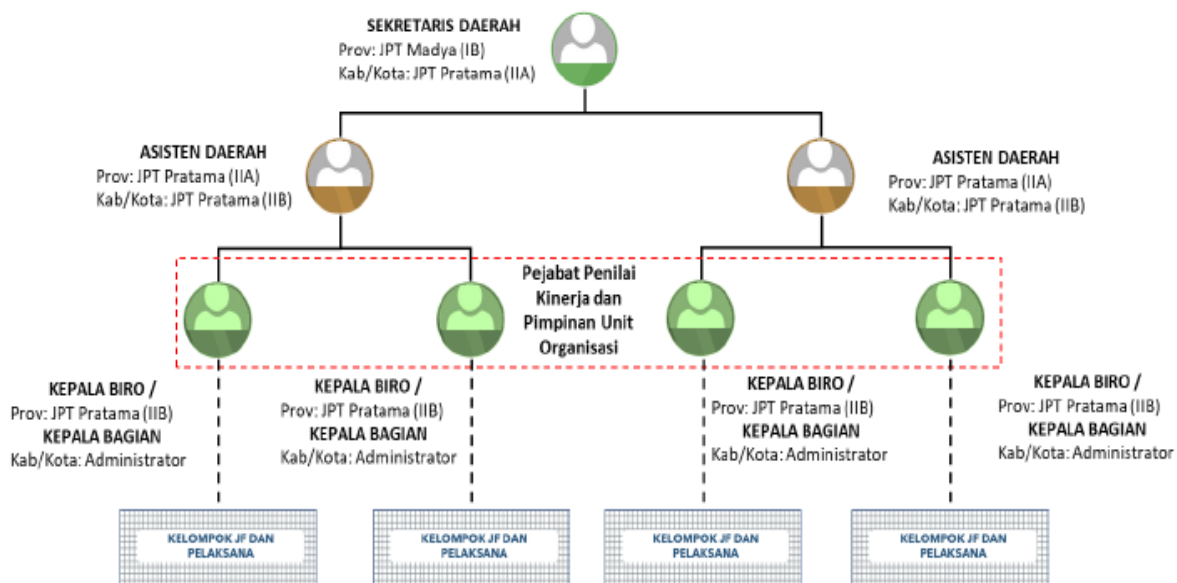 SEKRETARIS DAERAH
Prov: JPT Madya (IB)
Kab/Kota: JPT Pratama (IIA)
ASISTEN DAERAH
Prov: JPT Pratama (IIA)
Kab/Kota: JPT Pratama (IIB)
ASISTEN DAERAH
Prov: JPT Pratama (IIA)
Kab/Kota: JPT Pratama (IIB)
Pejabat Penilai
Kinerja dan
Pimpinan Unit
Organisasi
KEPALA BIRO /
Prov: JPT Pratama (IIB)
KEPALA BAGIAN
Kab/Kota: Administrator
KEPALA BIRO /
Prov: JPT Pratama (IIB)
KEPALA BAGIAN
Kab/Kota: Administrator
KEPALA BIRO /
Prov: JPT Pratama (IIB)
KEPALA BAGIAN
Kab/Kota: Administrator
KEPALA BIRO /
Prov: JPT Pratama (IIB)
KEPALA BAGIAN
Kab/Kota: Administrator
KELOMPOK JF DAN
PELAKSANA
KELOMPOK JF DAN
PELAKSANA
KELOMPOK JF DAN
PELAKSANA
KELOMPOK JF DAN
PELAKSANA